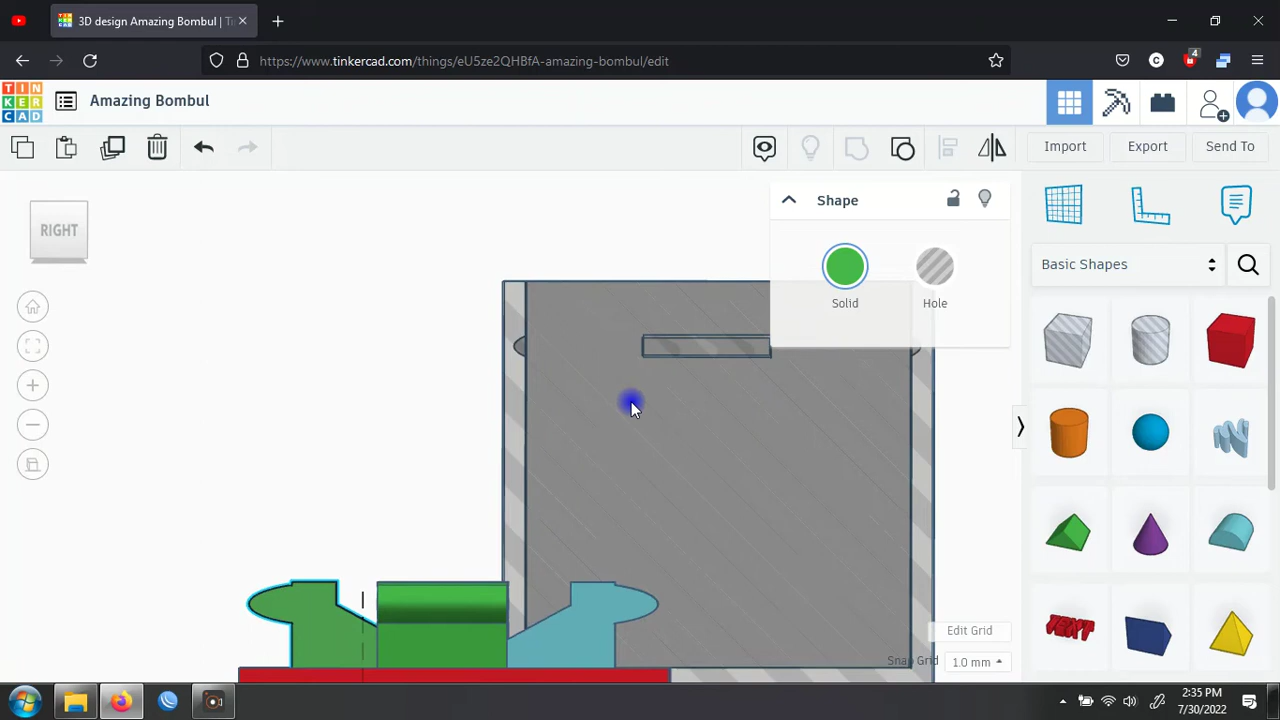 3D design Amazing Bombul | Ti
https://www.tinkercad.com/things/eU5ze2QHBfA-amazing-bombul/edit
4
TIN
KER
CAD
Amazing Bombul
Import
Export
Send To
RIGHT
Shape
Solid
Hole
Basic Shapes
TEXT
Edit Grid
Snap Grid
1.0 mm
2:35 PM
7/30/2022